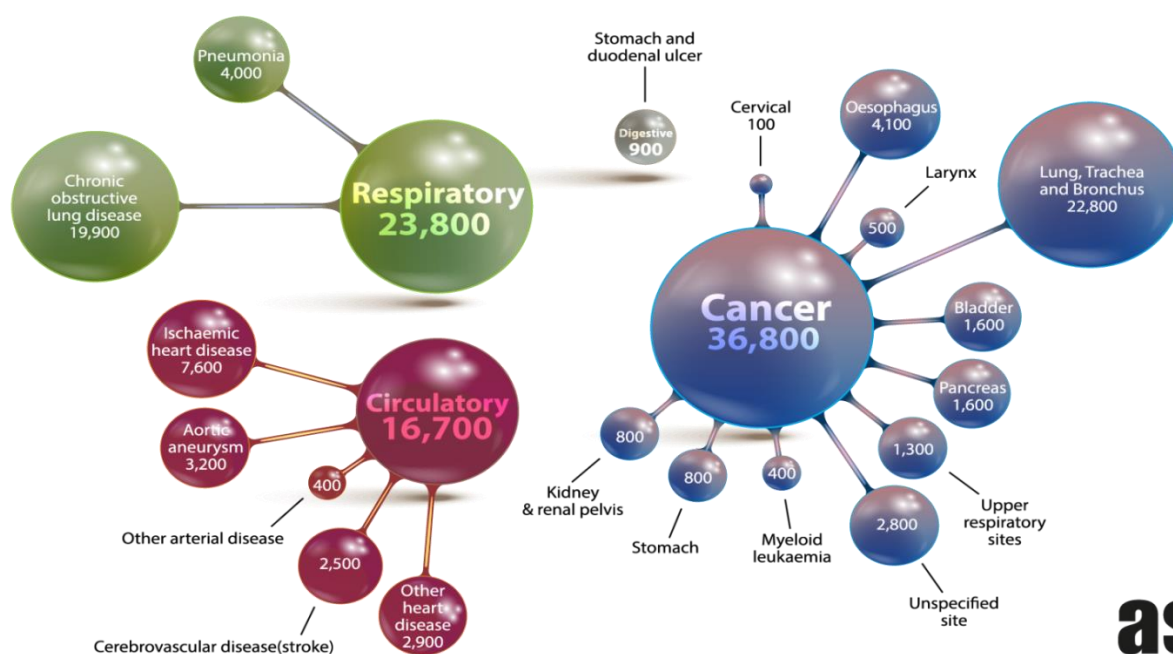 Pneumonia
4,000
Chronic
obstructive
lung disease
19,900
Respiratory
23,800
Stomach and
duodenal ulcer
Digestive
900
Cervical
100
Oesophagus
4,100
Larynx
500
Lung, Trachea
and Bronchus
22,800
Cancer
36,800
Bladder
1,600
Pancreas
1,600
1,300
Upper
respiratory
sites
2,800
Unspecified
site
400
Myeloid
leukaemia
800
Stomach
800
Kidney
& renal pelvis
Ischaemic
heart disease
7,600
Circulatory
16,700
Aortic
aneurysm
3,200
400
Other arterial disease
2,500
Cerebrovascular disease(stroke)
Other
heart
disease
2,900
as